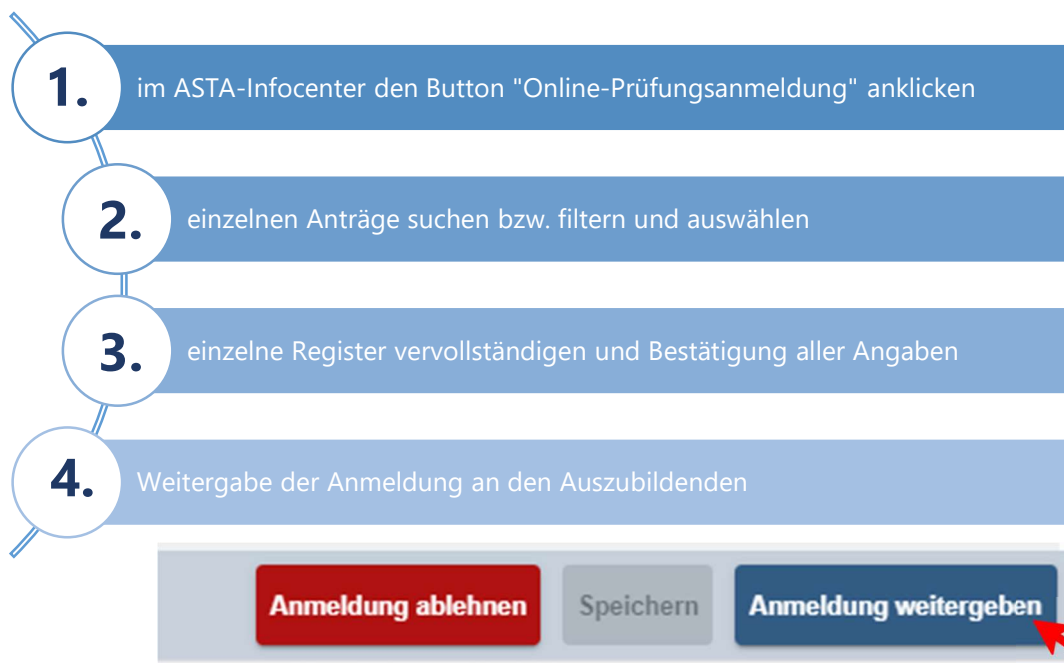 1. im ASTA-Infocenter den Button "Online-Prüfungsanmeldung" anklicken
2. einzelnen Anträge suchen bzw. filtern und auswählen
3. einzelne Register vervollständigen und Bestätigung aller Angaben
4. Weitergabe der Anmeldung an den Auszubildenden
Anmeldung ablehnen Speichern Anmeldung weitergeben